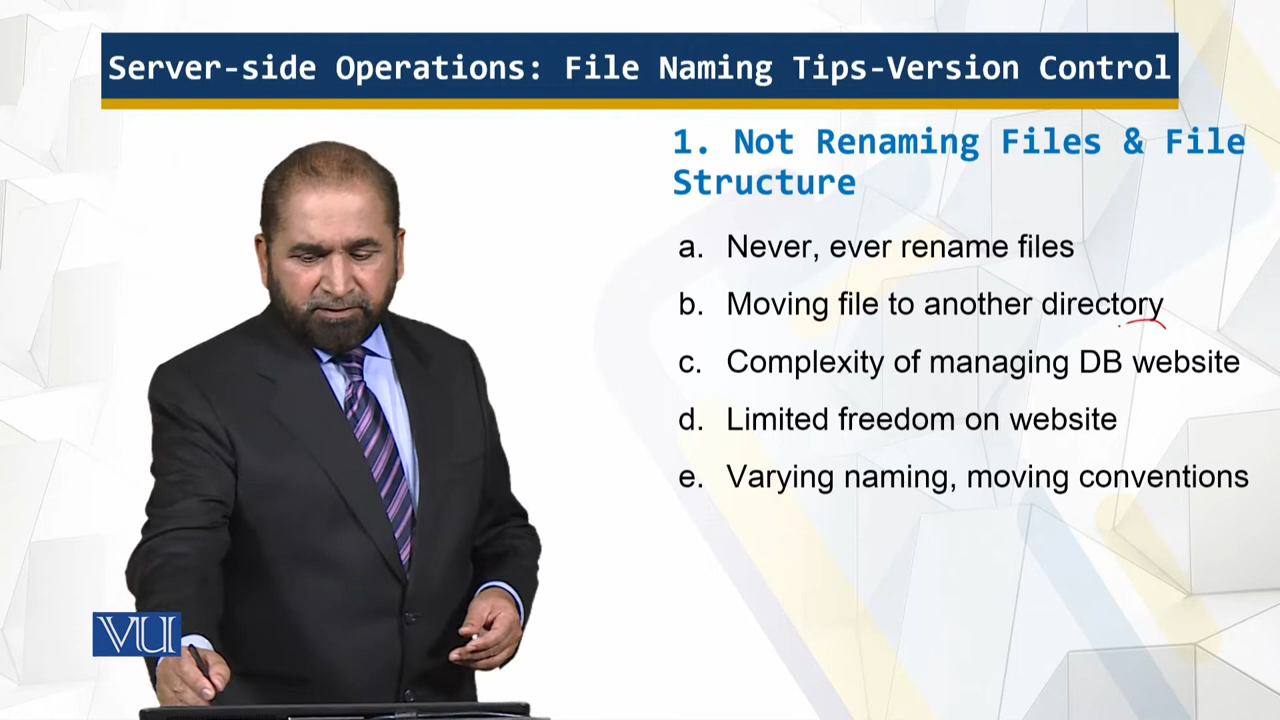 Server-side Operations: File Naming Tips-Version Control
1. Not Renaming Files & File
Structure
a. Never, ever rename files
b. Moving file to another directory
c. Complexity of managing DB website
d. Limited freedom on website
e. Varying naming, moving conventions
VU